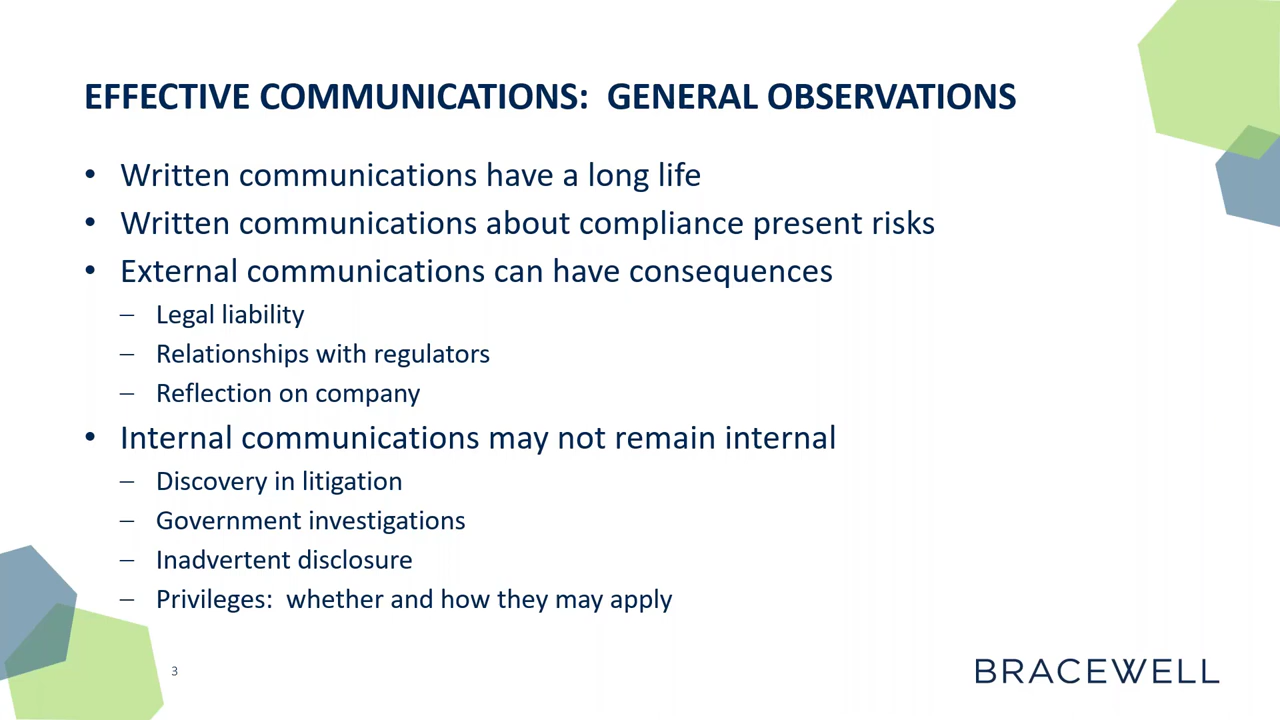 EFFECTIVE COMMUNICATIONS:  GENERAL OBSERVATIONS
• Written communications have a long life
• Written communications about compliance present risks
• External communications can have consequences
– Legal liability
– Relationships with regulators
– Reflection on company
• Internal communications may not remain internal
– Discovery in litigation
– Government investigations
– Inadvertent disclosure
– Privileges:  whether and how they may apply
3
BRACEWELL